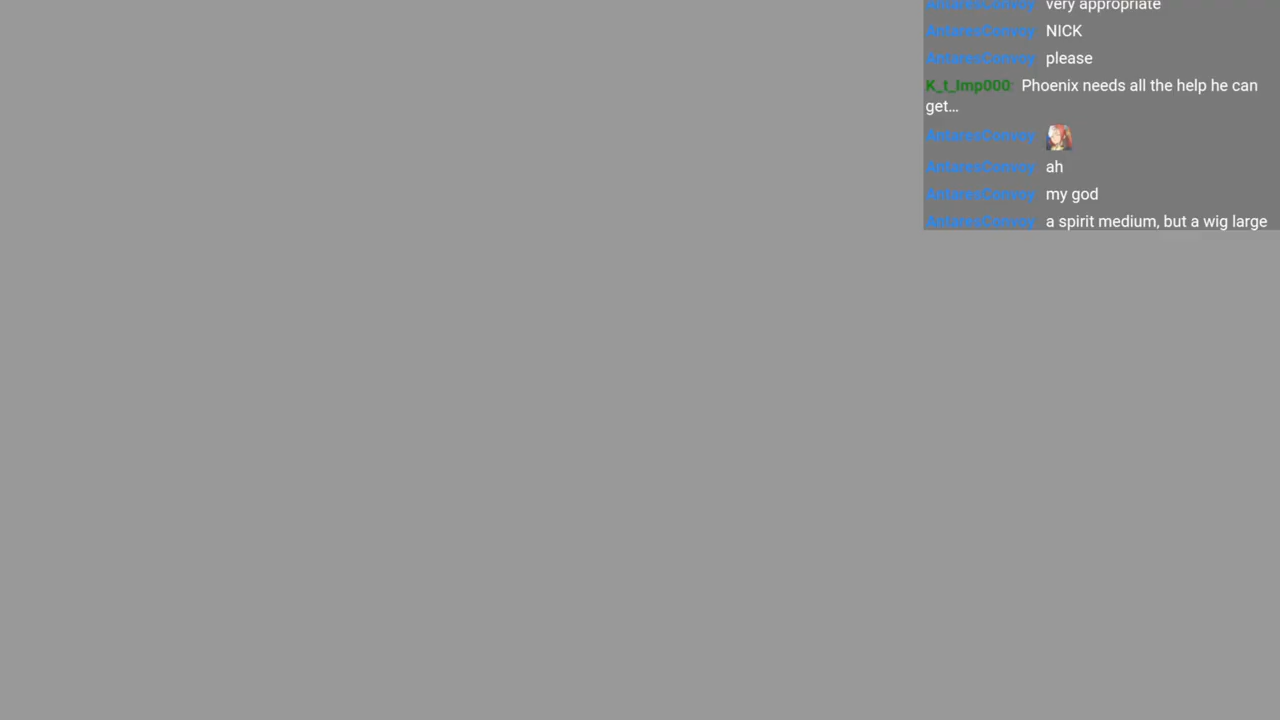 AntaresConvoy: very appropriate
AntaresConvoy: NICK
AntaresConvoy: please
K_t_Imp000: Phoenix needs all the help he can
get…
AntaresConvoy:
AntaresConvoy: ah
AntaresConvoy: my god
AntaresConvoy: a spirit medium, but a wig large